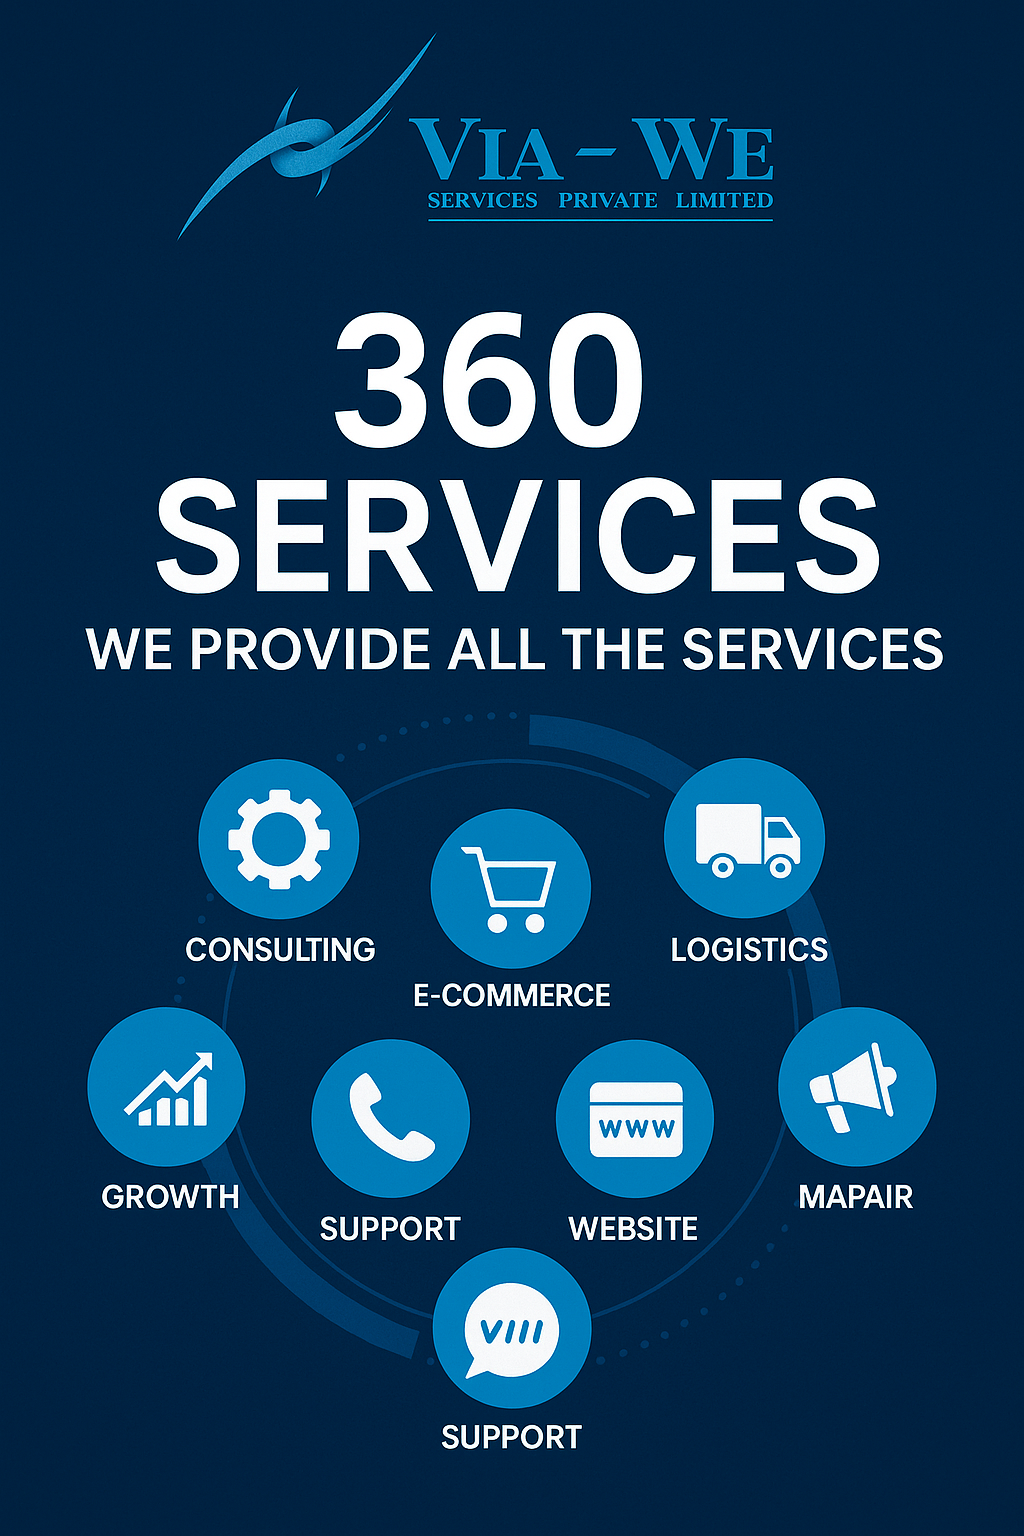 VIA – WE
SERVICES PRIVATE LIMITED
360
SERVICES
WE PROVIDE ALL THE SERVICES
CONSULTING
E-COMMERCE
LOGISTICS
GROWTH
SUPPORT
WWW
WEBSITE
MAPAIR
VIII
SUPPORT